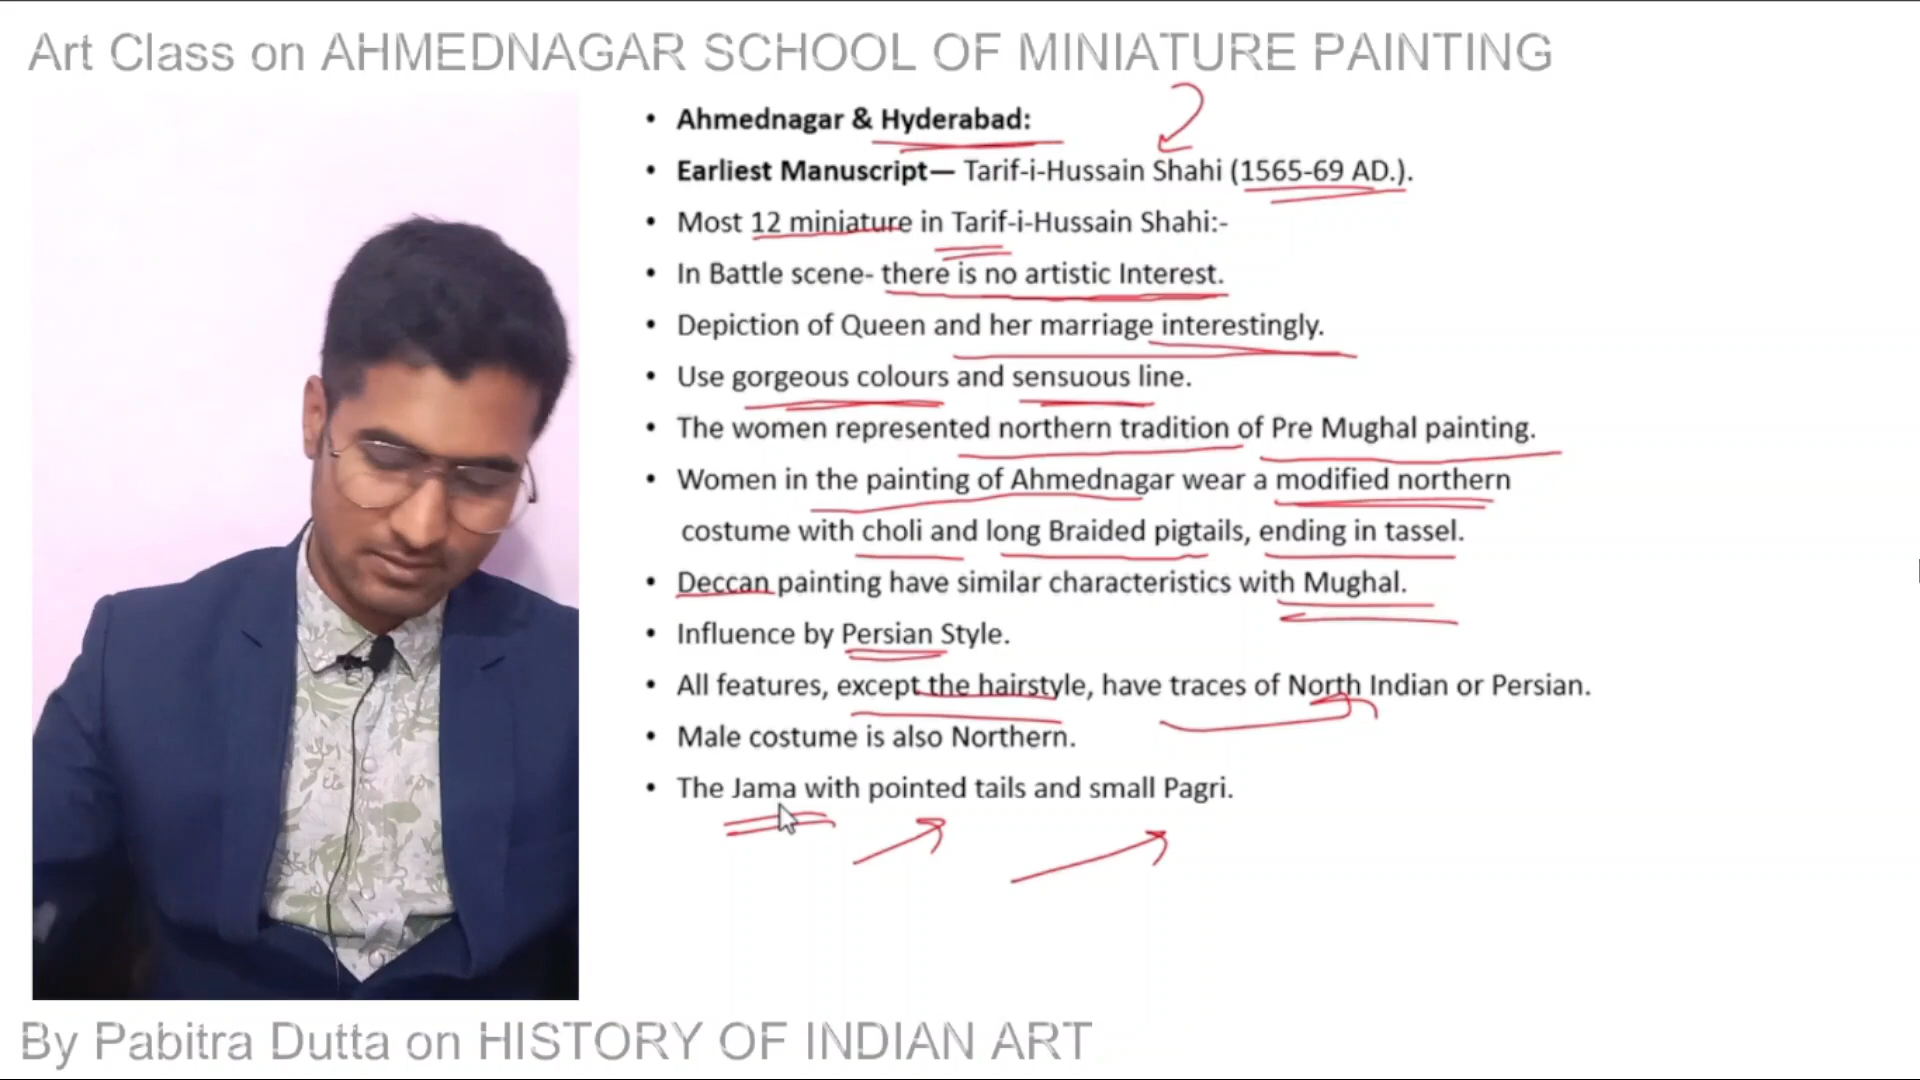 Art Class on AHMEDNAGAR SCHOOL OF MINIATURE PAINTING
• Ahmednagar & Hyderabad:
• Earliest Manuscript— Tarif-i-Hussain Shahi (1565-69 AD.).
• Most 12 miniature in Tarif-i-Hussain Shahi:-
• In Battle scene- there is no artistic Interest.
• Depiction of Queen and her marriage interestingly.
• Use gorgeous colours and sensuous line.
• The women represented northern tradition of Pre Mughal painting.
• Women in the painting of Ahmednagar wear a modified northern
costume with choli and long Braided pigtails, ending in tassel.
• Deccan painting have similar characteristics with Mughal.
• Influence by Persian Style.
• All features, except the hairstyle, have traces of North Indian or Persian.
• Male costume is also Northern.
• The Jama with pointed tails and small Pagri.
By Pabitra Dutta on HISTORY OF INDIAN ART